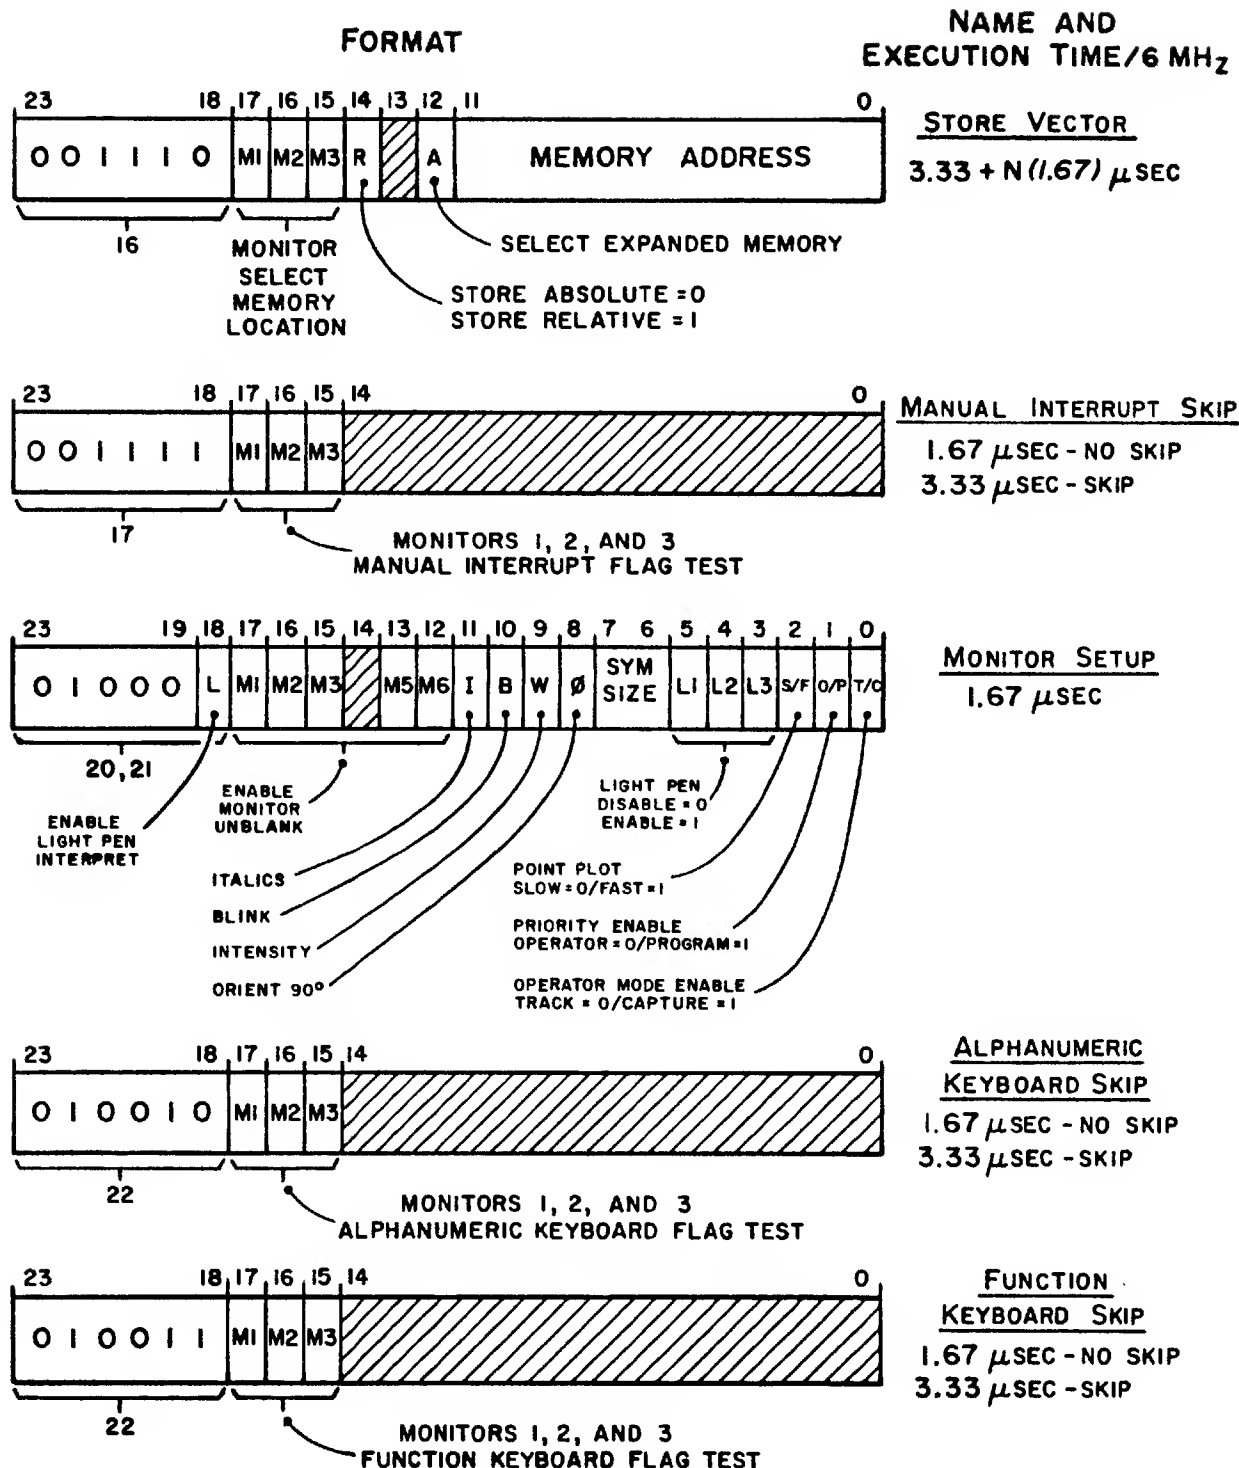 FORMAT
NAME AND
EXECUTION TIME/6 MHz
23 18 17 16 15 14 13 12 11 0
0 0 1 1 1 0 M1 M2 M3 R A MEMORY ADDRESS
STORE VECTOR
3.33 + N(1.67) µSEC
16
MONITOR
SELECT
MEMORY
LOCATION
SELECT EXPANDED MEMORY
STORE ABSOLUTE = 0
STORE RELATIVE = 1
23 18 17 16 15 14 0
0 0 1 1 1 1 M1 M2 M3
MANUAL INTERRUPT SKIP
1.67 µSEC - NO SKIP
3.33 µSEC - SKIP
17
MONITORS 1, 2, AND 3
MANUAL INTERRUPT FLAG TEST
23 19 18 17 16 15 14 13 12 11 10 9 8 7 6 5 4 3 2 1 0
0 1 0 0 0 L M1 M2 M3 M5 M6 I B W Ø SYM SIZE L1 L2 L3 S/F O/P T/C
MONITOR SETUP
1.67 µSEC
20,21
ENABLE
LIGHT PEN
INTERPRET
ENABLE
MONITOR
UNBLANK
ITALICS
BLINK
INTENSITY
ORIENT 90°
LIGHT PEN
DISABLE = 0
ENABLE = 1
POINT PLOT
SLOW = 0/FAST = 1
PRIORITY ENABLE
OPERATOR = 0/PROGRAM = 1
OPERATOR MODE ENABLE
TRACK = 0/CAPTURE = 1
23 18 17 16 15 14 0
0 1 0 0 1 0 M1 M2 M3
ALPHANUMERIC
KEYBOARD SKIP
1.67 µSEC - NO SKIP
3.33 µSEC - SKIP
22
MONITORS 1, 2, AND 3
ALPHANUMERIC KEYBOARD FLAG TEST
23 18 17 16 15 14 0
0 1 0 0 1 1 M1 M2 M3
FUNCTION
KEYBOARD SKIP
1.67 µSEC - NO SKIP
3.33 µSEC - SKIP
22
MONITORS 1, 2, AND 3
FUNCTION KEYBOARD FLAG TEST